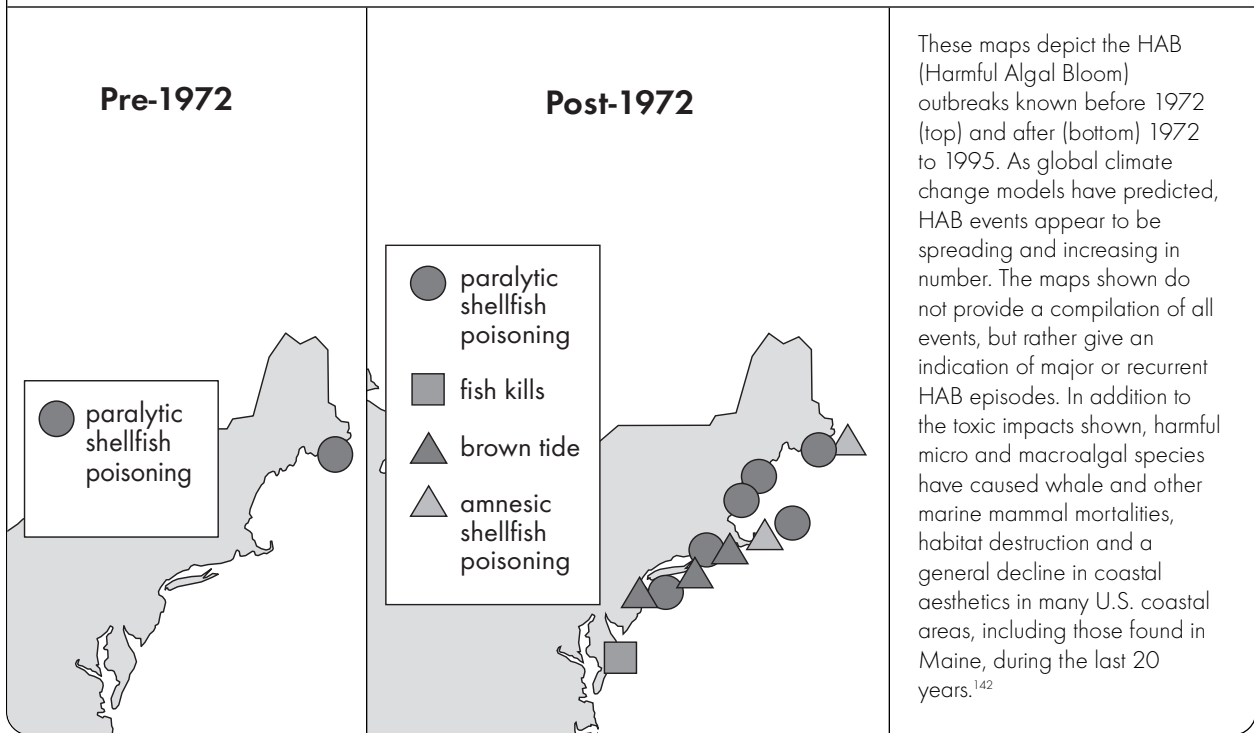 Pre-1972
paralytic
shellfish
poisoning
Post-1972
paralytic
shellfish
poisoning
fish kills
brown tide
amnesic
shellfish
poisoning
These maps depict the HAB
(Harmful Algal Bloom)
outbreaks known before 1972
(top) and after (bottom) 1972
to 1995. As global climate
change models have predicted,
HAB events appear to be
spreading and increasing in
number. The maps shown do
not provide a compilation of all
events, but rather give an
indication of major or recurrent
HAB episodes. In addition to
the toxic impacts shown, harmful
micro and macroalgal species
have caused whale and other
marine mammal mortalities,
habitat destruction and a
general decline in coastal
aesthetics in many U.S. coastal
areas, including those found in
Maine, during the last 20
years.142